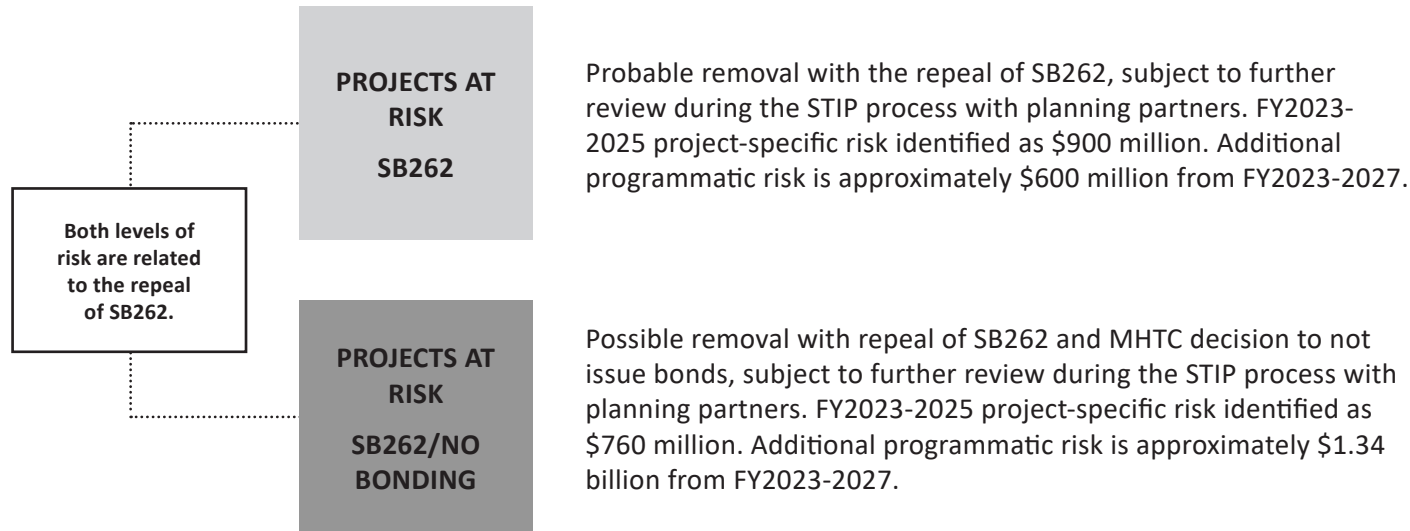 PROJECTS AT
RISK
SB262
Probable removal with the repeal of SB262, subject to further
review during the STIP process with planning partners. FY2023-
2025 project-specific risk identified as $900 million. Additional
programmatic risk is approximately $600 million from FY2023-2027.
Both levels of
risk are related
to the repeal
of SB262.
PROJECTS AT
RISK
SB262/NO
BONDING
Possible removal with repeal of SB262 and MHTC decision to not
issue bonds, subject to further review during the STIP process with
planning partners. FY2023-2025 project-specific risk identified as
$760 million. Additional programmatic risk is approximately $1.34
billion from FY2023-2027.